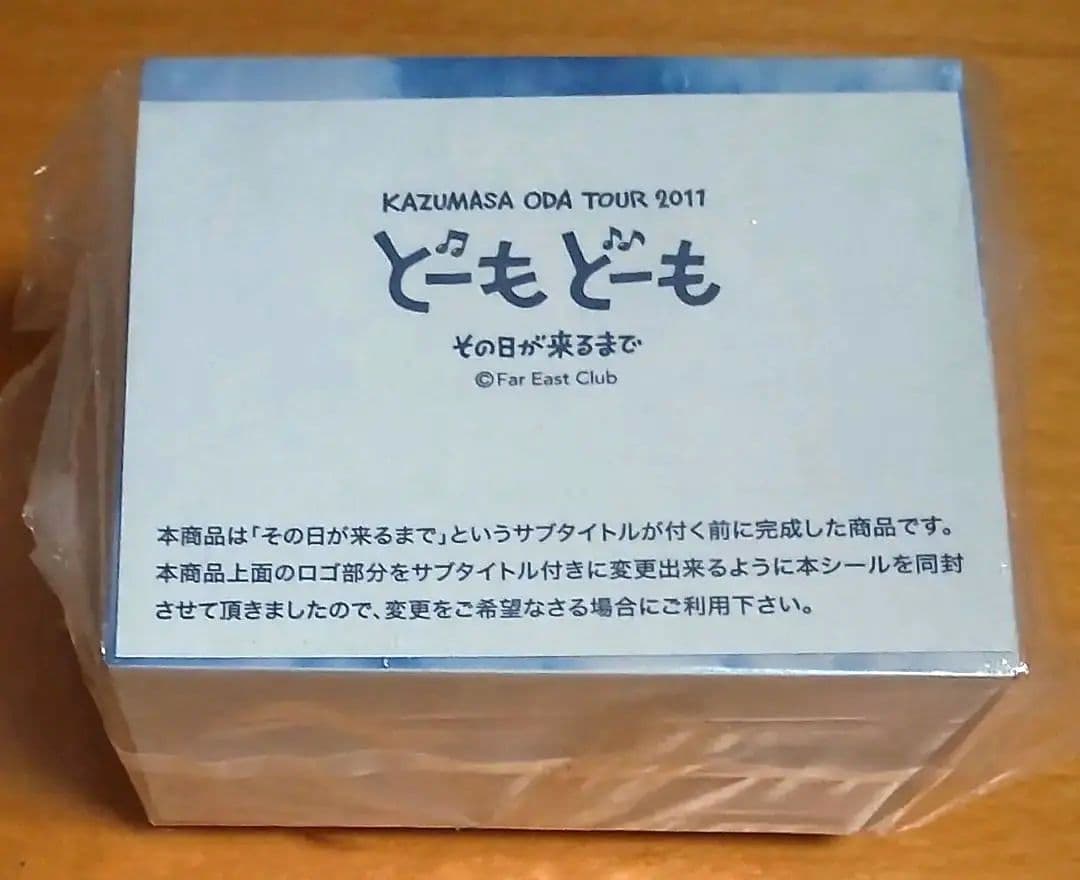 KAZUMASA ODA TOUR 2011
どーも どーも
その日が来るまで
©Far East Club
本商品は「その日が来るまで」というサブタイトルが付く前に完成した商品です。
本商品上面のロゴ部分をサブタイトル付きに変更出来るように本シールを同封
させて頂きましたので、変更をご希望なさる場合にご利用下さい。